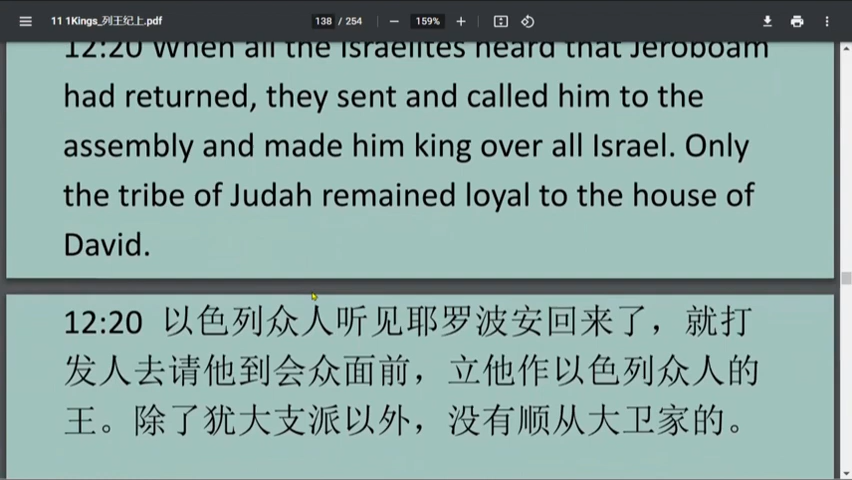 11 1Kings_列王纪上.pdf
138 / 254
159%
12:20 When all the Israelites heard that Jeroboam
had returned, they sent and called him to the
assembly and made him king over all Israel. Only
the tribe of Judah remained loyal to the house of
David.
12:20 以色列众人听见耶罗波安回来了，就打
发人去请他到会众面前，立他作以色列众人的
王。除了犹大支派以外，没有顺从大卫家的。